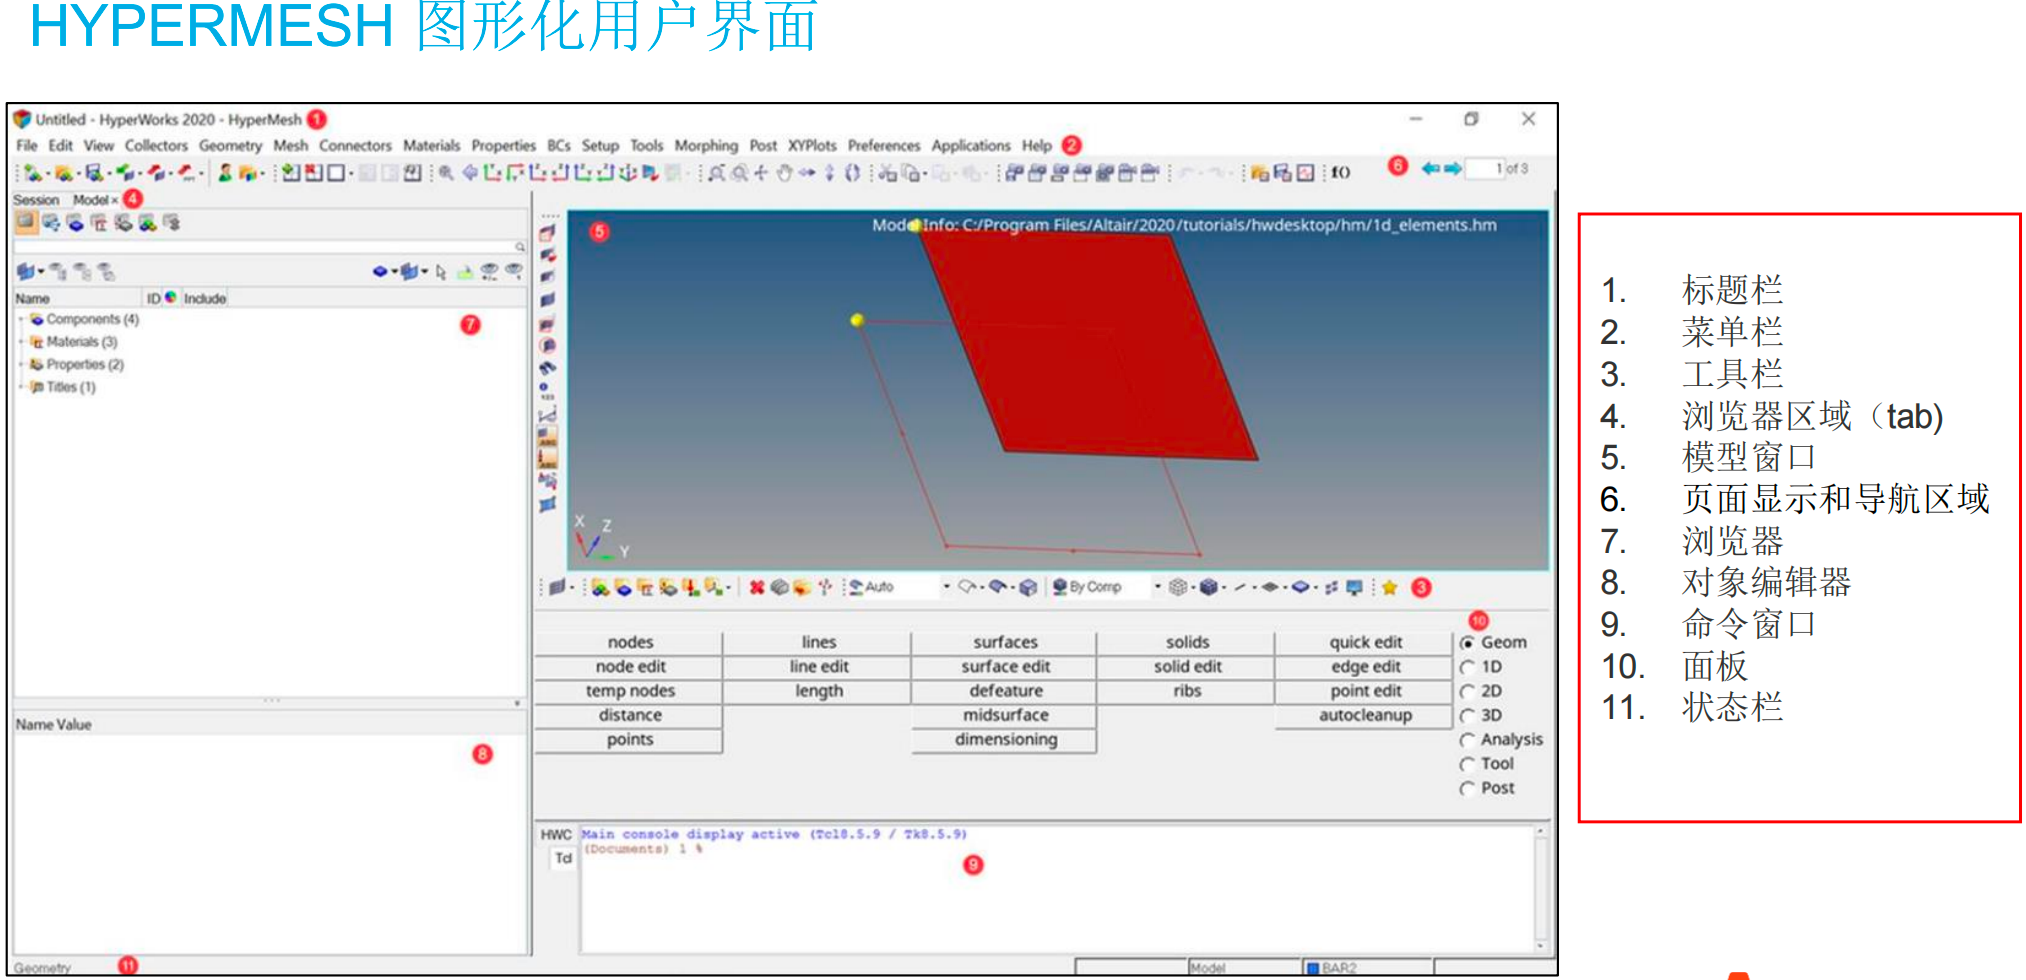 HYPERMESH 图形化用户界面
Untitled - HyperWorks 2020 - HyperMesh 1
File Edit View Collectors Geometry Mesh Connectors Materials Properties BCs Setup Tools Morphing Post XYPlots Preferences Applications Help 2
f() 6 1 of 3
Session Model × 4
5 Model Info: C:/Program Files/Altair/2020/tutorials/hwdesktop/hm/1d_elements.hm
Name ID Include
Components (4)
7
Materials (3)
Properties (2)
Titles (1)
X Z Y
Auto By Comp 3
10
nodes lines surfaces solids quick edit Geom
node edit line edit surface edit solid edit edge edit 1D
temp nodes length defeature ribs point edit 2D
distance midsurface autocleanup 3D
points dimensioning Analysis
Tool
Post
Name Value
8
HWC Main console display active (Tcl8.5.9 / Tk8.5.9)
Tcl (Documents) 1 %
9
Geometry 11 Model BAR2
1. 标题栏
2. 菜单栏
3. 工具栏
4. 浏览器区域（tab)
5. 模型窗口
6. 页面显示和导航区域
7. 浏览器
8. 对象编辑器
9. 命令窗口
10. 面板
11. 状态栏